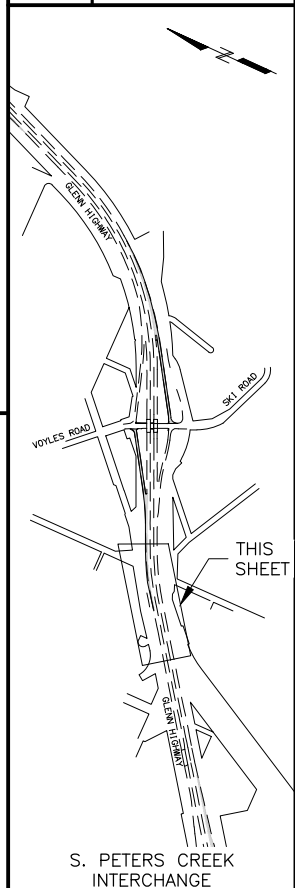 N
GLENN HIGHWAY
VOYLES ROAD
SKI ROAD
THIS
SHEET
GLENN HIGHWAY
S. PETERS CREEK
INTERCHANGE